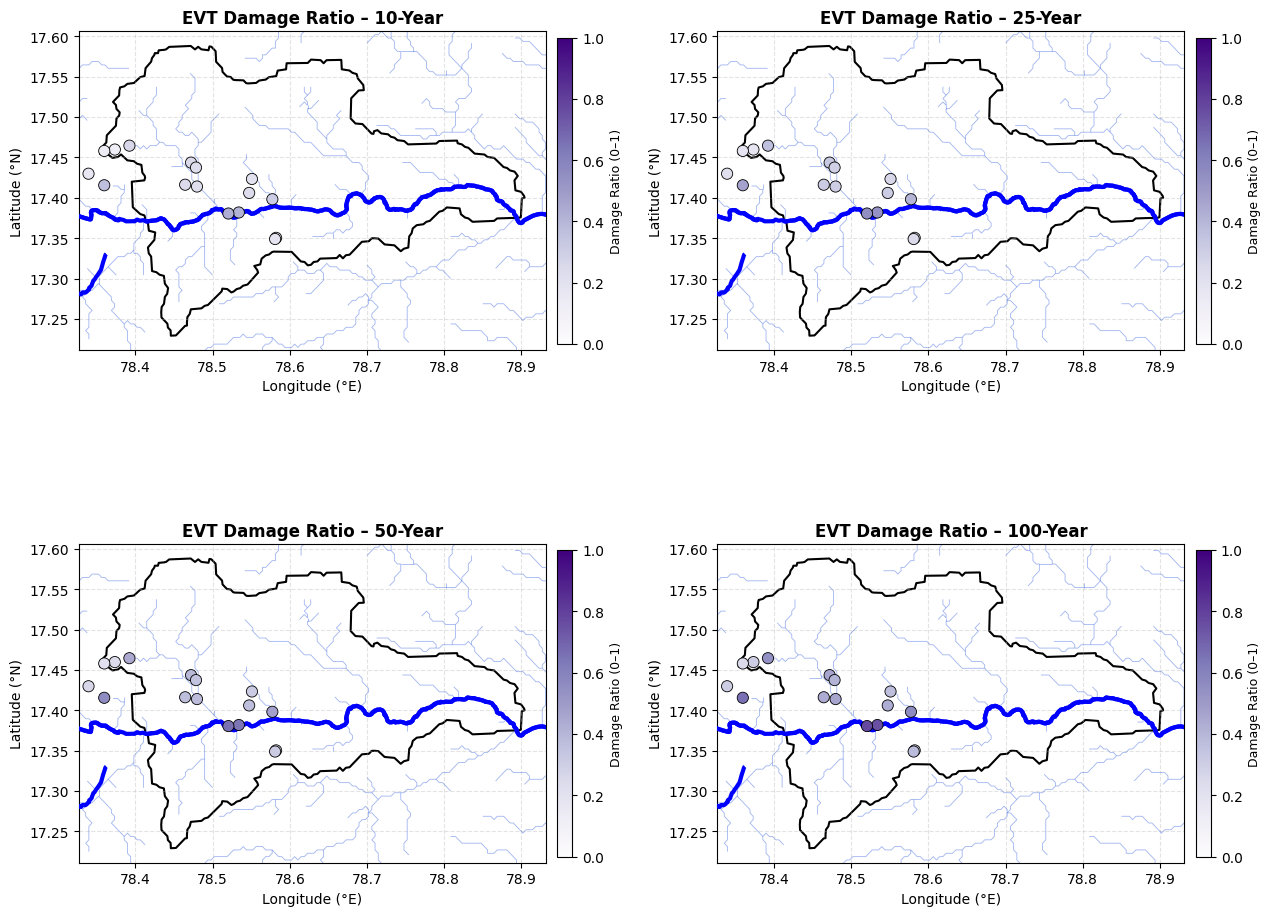 EVT Damage Ratio – 10-Year
17.60
17.55
17.50
17.45
17.40
17.35
17.30
17.25
Latitude (°N)
78.4 78.5 78.6 78.7 78.8 78.9
Longitude (°E)
1.0
0.8
0.6
0.4
0.2
0.0
Damage Ratio (0–1)
EVT Damage Ratio – 25-Year
17.60
17.55
17.50
17.45
17.40
17.35
17.30
17.25
Latitude (°N)
78.4 78.5 78.6 78.7 78.8 78.9
Longitude (°E)
1.0
0.8
0.6
0.4
0.2
0.0
Damage Ratio (0–1)
EVT Damage Ratio – 50-Year
17.60
17.55
17.50
17.45
17.40
17.35
17.30
17.25
Latitude (°N)
78.4 78.5 78.6 78.7 78.8 78.9
Longitude (°E)
1.0
0.8
0.6
0.4
0.2
0.0
Damage Ratio (0–1)
EVT Damage Ratio – 100-Year
17.60
17.55
17.50
17.45
17.40
17.35
17.30
17.25
Latitude (°N)
78.4 78.5 78.6 78.7 78.8 78.9
Longitude (°E)
1.0
0.8
0.6
0.4
0.2
0.0
Damage Ratio (0–1)